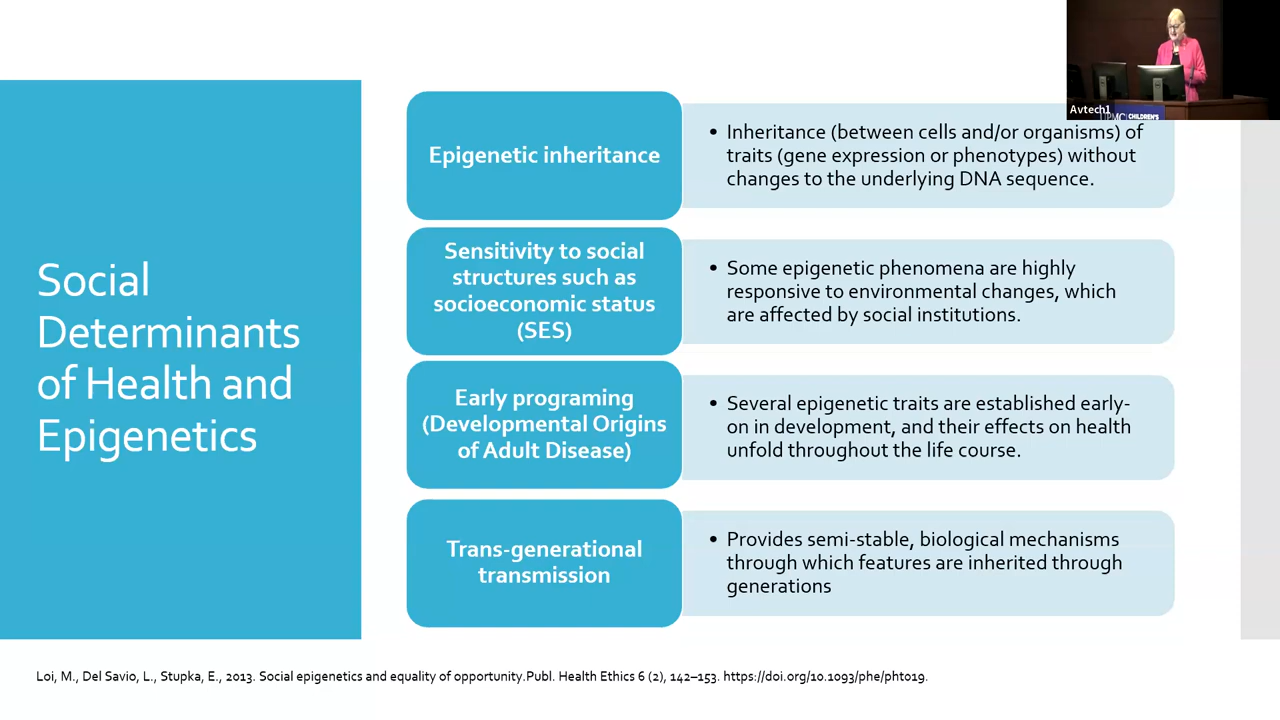 Avtech1
UPMC CHILDREN'S
Social
Determinants
of Health and
Epigenetics
Epigenetic inheritance
• Inheritance (between cells and/or organisms) of
traits (gene expression or phenotypes) without
changes to the underlying DNA sequence.
Sensitivity to social
structures such as
socioeconomic status
(SES)
• Some epigenetic phenomena are highly
responsive to environmental changes, which
are affected by social institutions.
Early programing
(Developmental Origins
of Adult Disease)
• Several epigenetic traits are established early-
on in development, and their effects on health
unfold throughout the life course.
Trans-generational
transmission
• Provides semi-stable, biological mechanisms
through which features are inherited through
generations
Loi, M., Del Savio, L., Stupka, E., 2013. Social epigenetics and equality of opportunity.Publ. Health Ethics 6 (2), 142–153. https://doi.org/10.1093/phe/pht019.